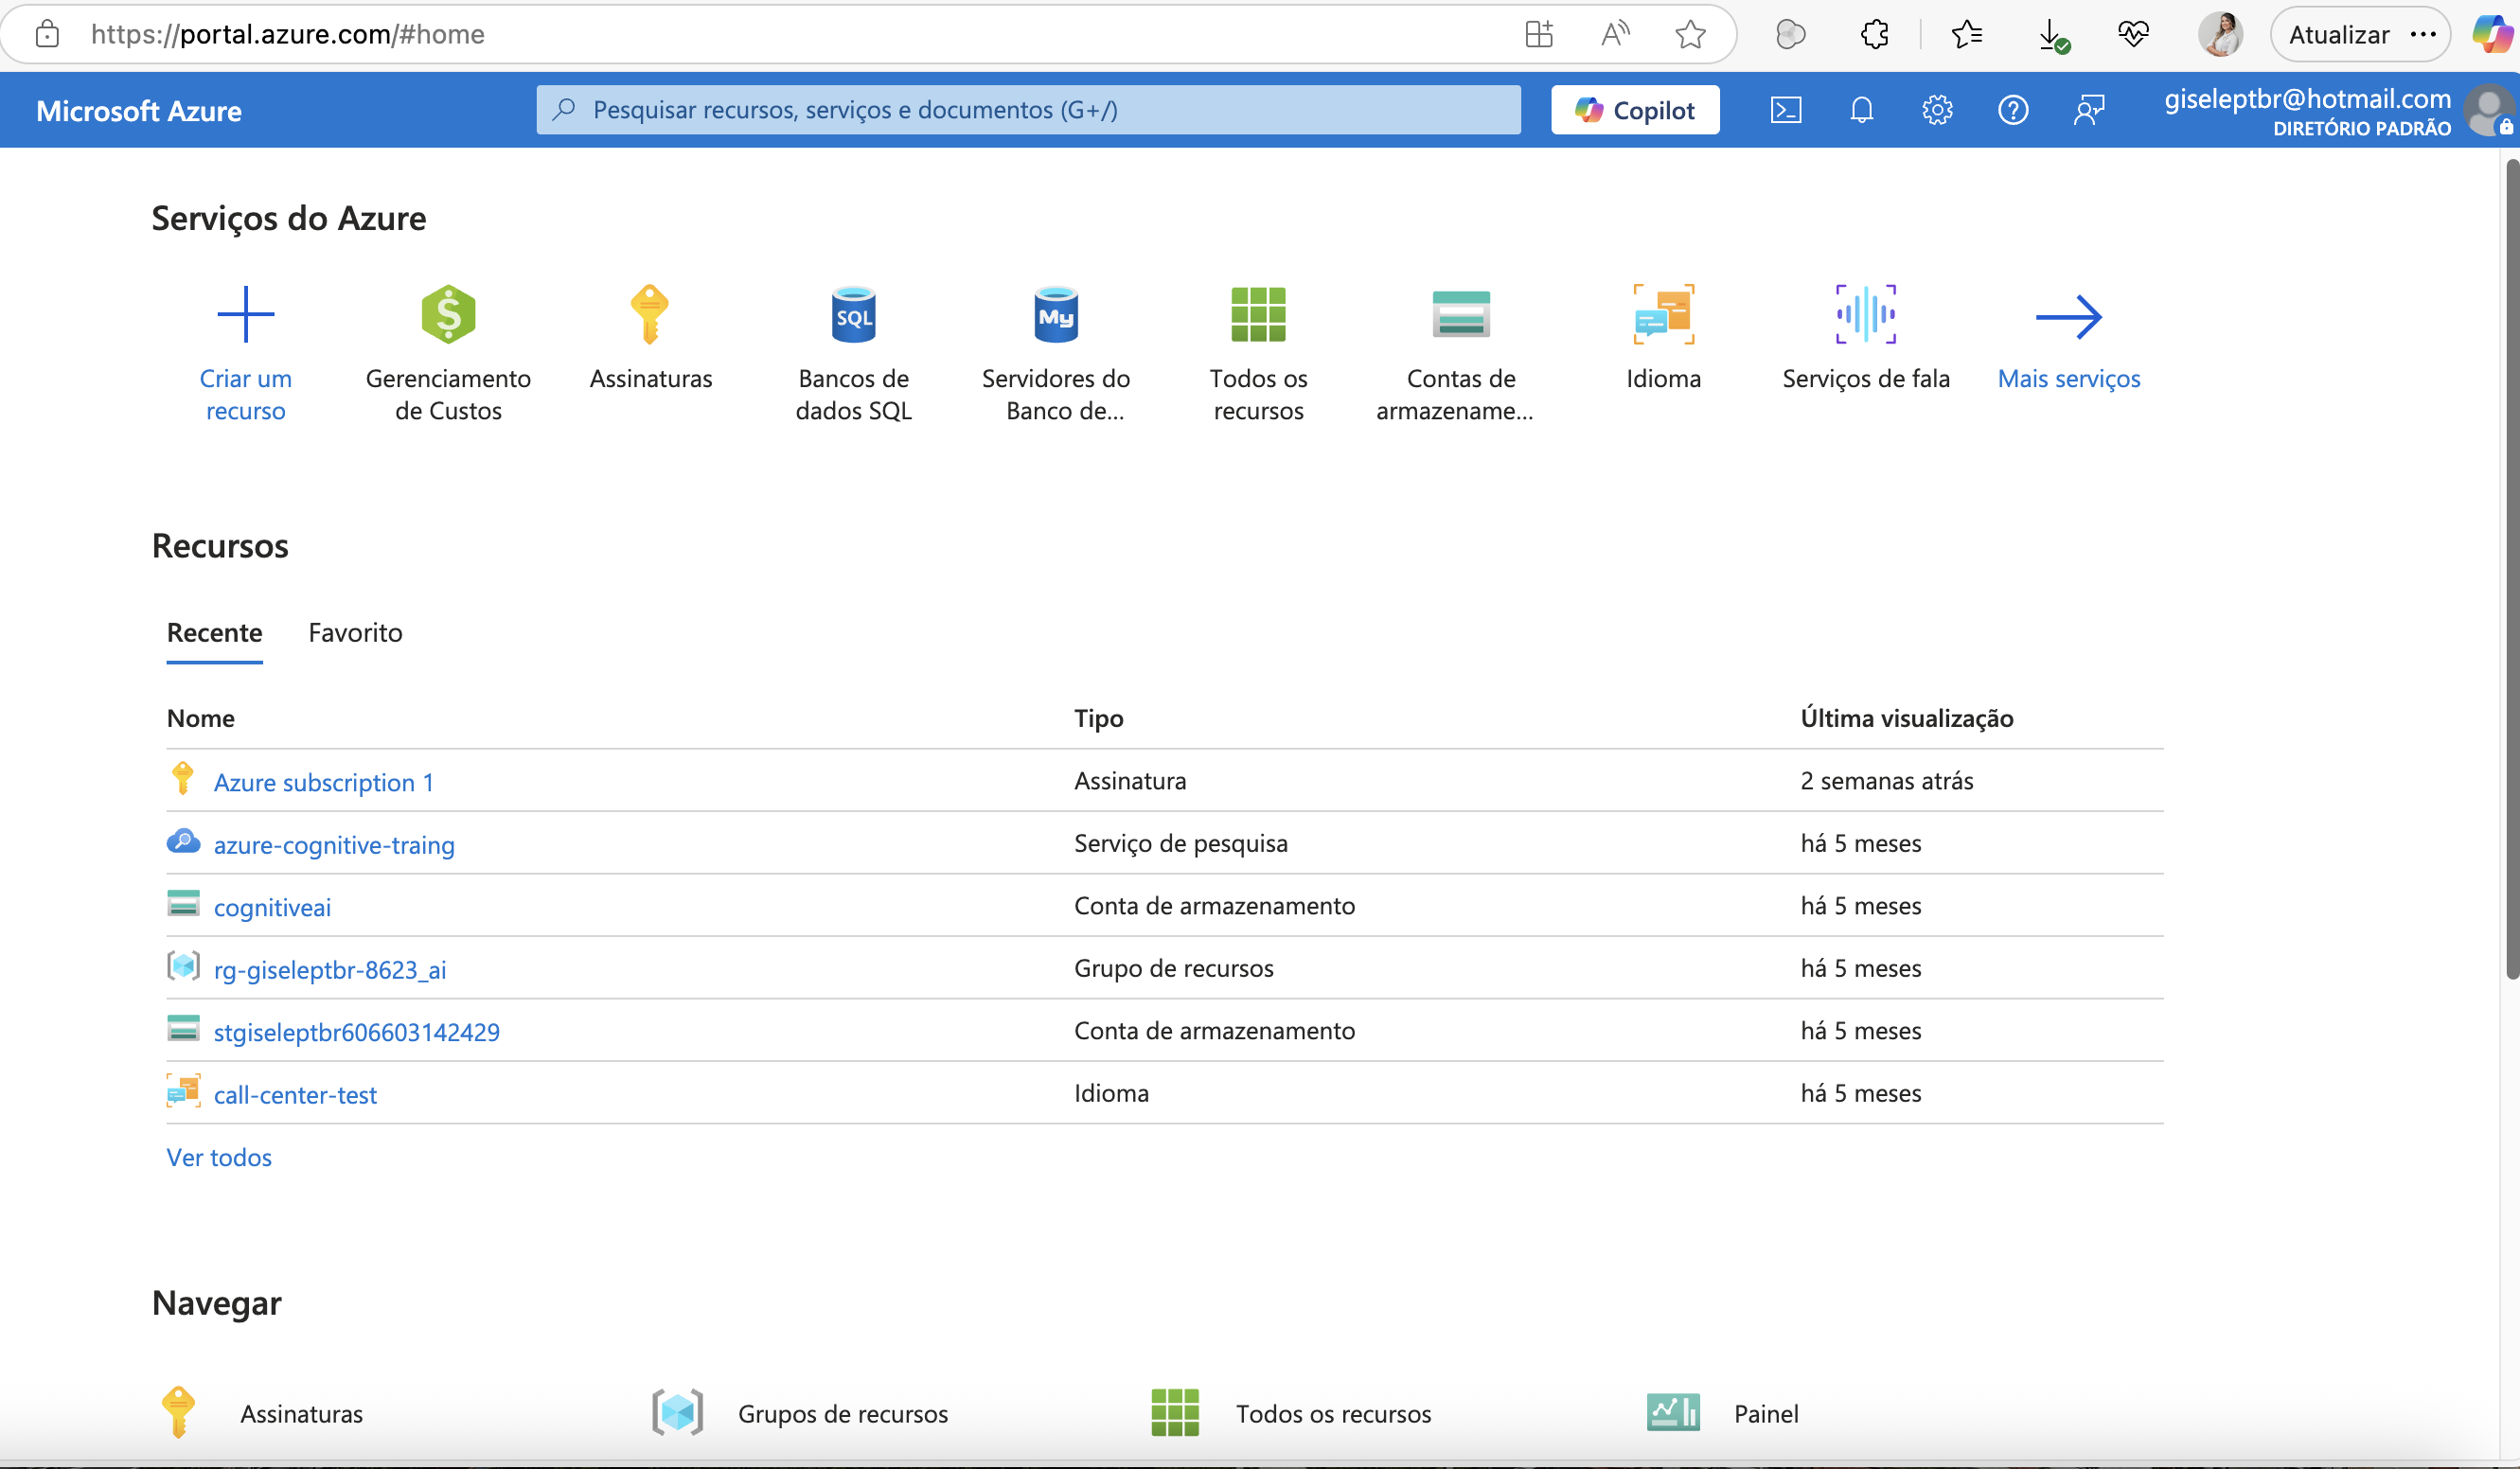 https://portal.azure.com/#home
Atualizar
Microsoft Azure
Pesquisar recursos, serviços e documentos (G+/)
Copilot
giseleptbr@hotmail.com
DIRETÓRIO PADRÃO
Serviços do Azure
Criar um recurso
Gerenciamento de Custos
Assinaturas
Bancos de dados SQL
Servidores do Banco de...
Todos os recursos
Contas de armazename...
Idioma
Serviços de fala
Mais serviços
Recursos
Recente Favorito
Nome Tipo Última visualização
Azure subscription 1 Assinatura 2 semanas atrás
azure-cognitive-traing Serviço de pesquisa há 5 meses
cognitiveai Conta de armazenamento há 5 meses
rg-giseleptbr-8623_ai Grupo de recursos há 5 meses
stgiseleptbr606603142429 Conta de armazenamento há 5 meses
call-center-test Idioma há 5 meses
Ver todos
Navegar
Assinaturas Grupos de recursos Todos os recursos Painel